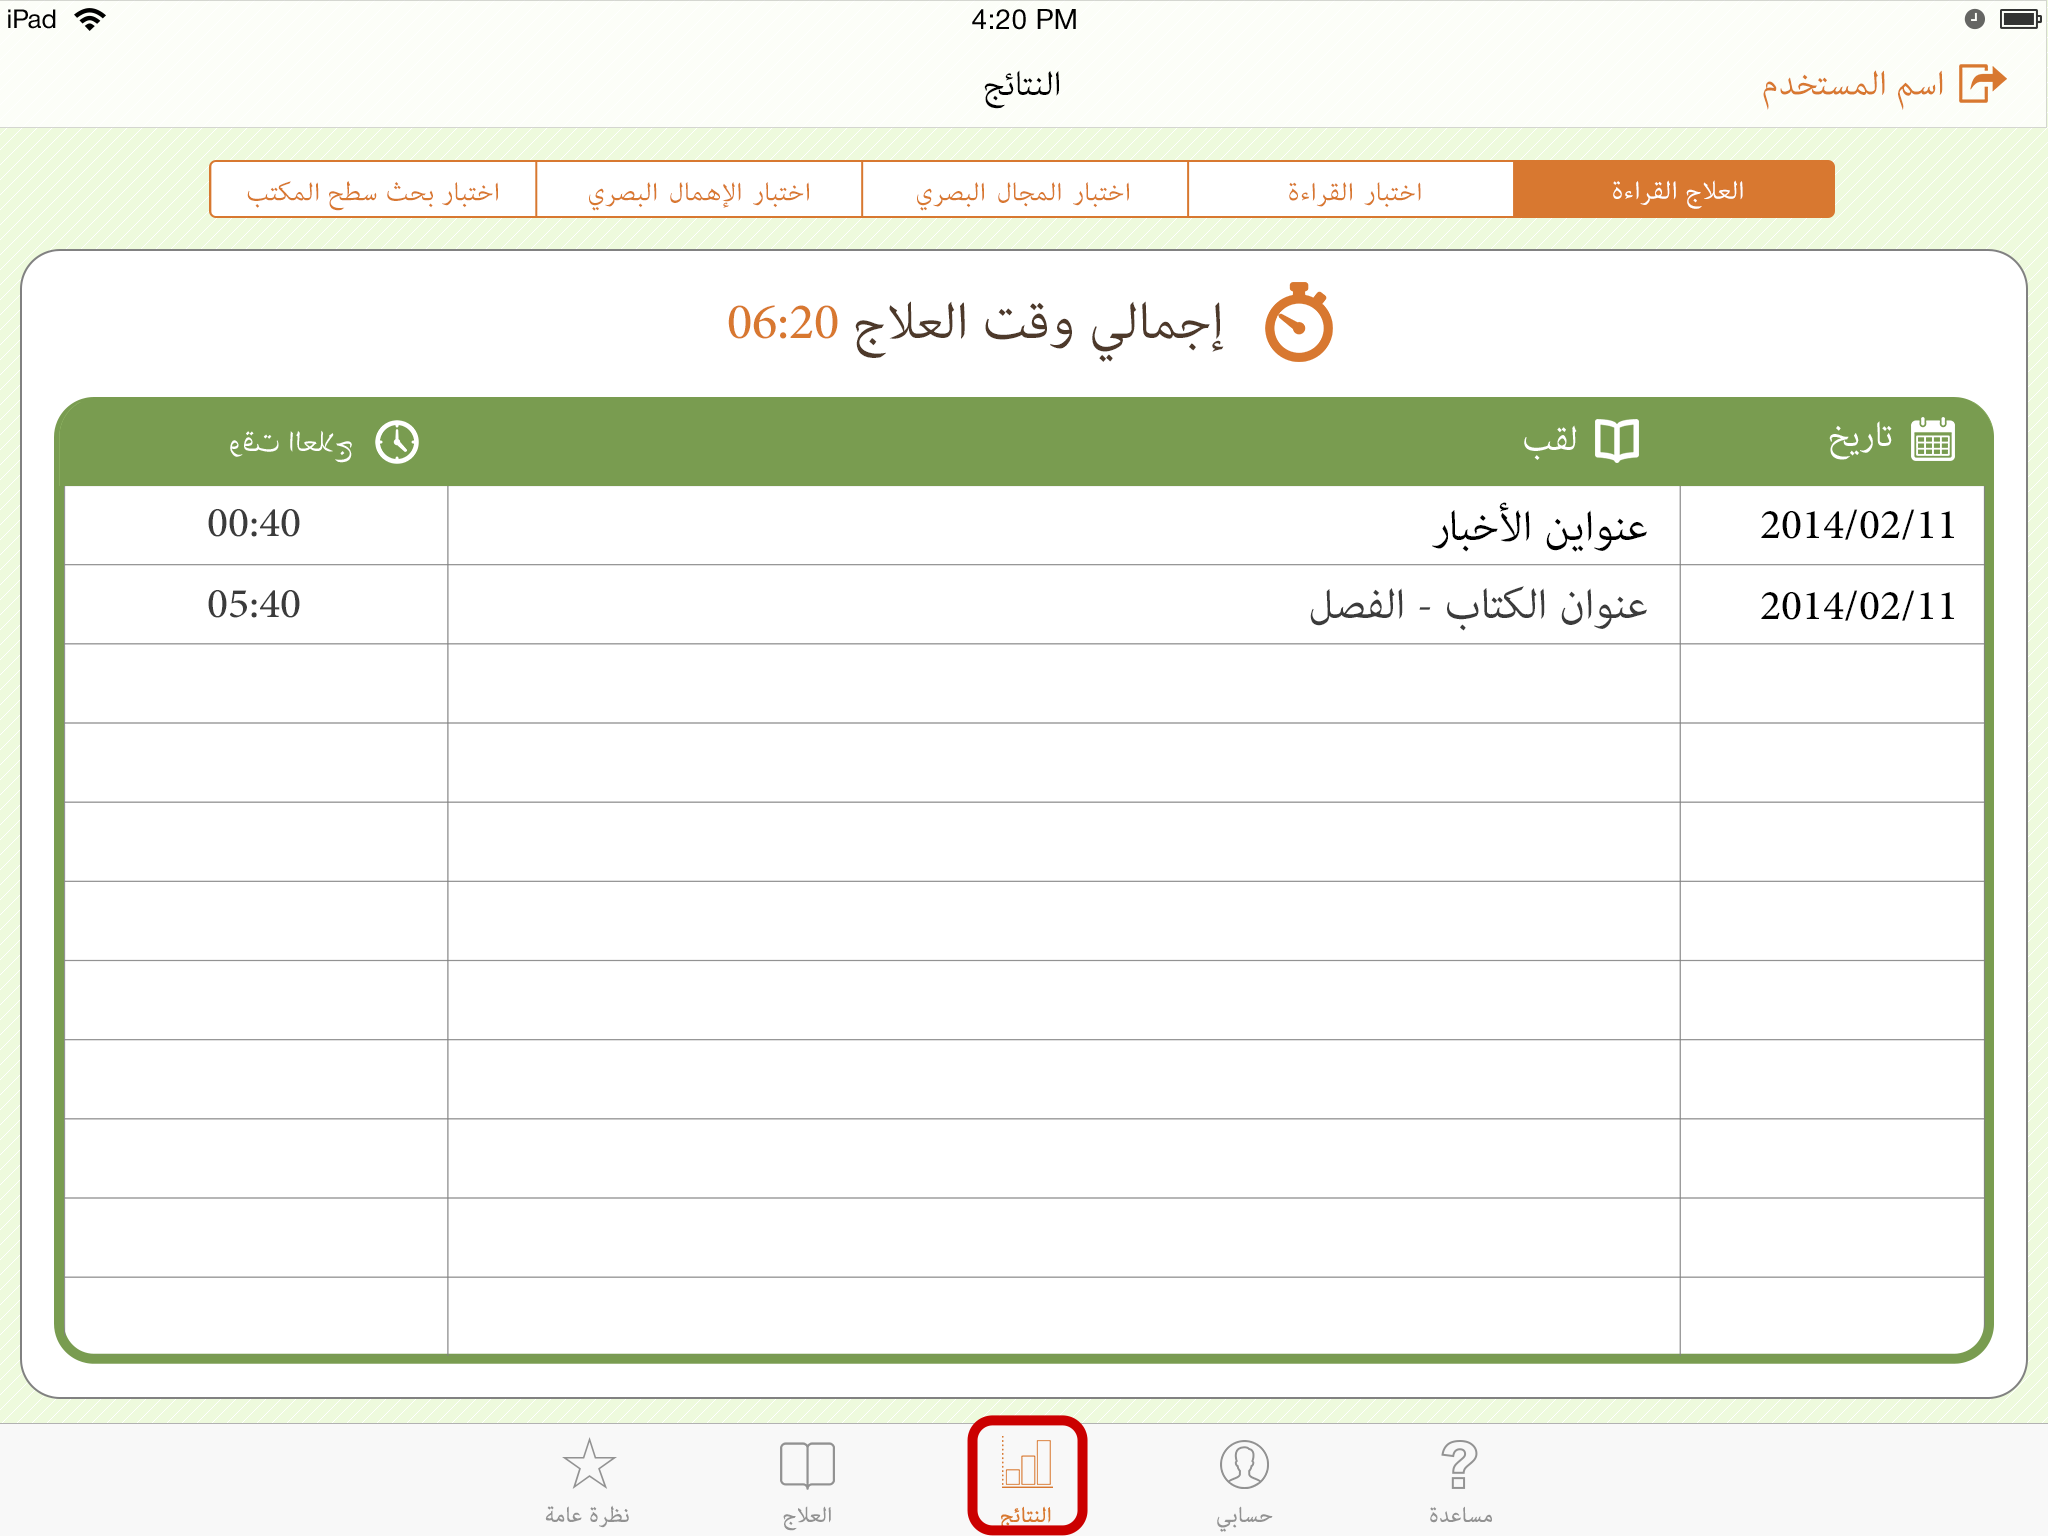 iPad 4:20 PM
اسم المستخدم
النتائج
العلاج القراءة
اختبار القراءة
اختبار المجال البصري
اختبار الإهمال البصري
اختبار بحث سطح المكتب
إجمالي وقت العلاج 06:20
تاريخ
لقب
وقت العلاج
2014/02/11
عنواين الأخبار
00:40
2014/02/11
عنوان الكتاب - الفصل
05:40
مساعدة
حسابي
النتائج
العلاج
نظرة عامة